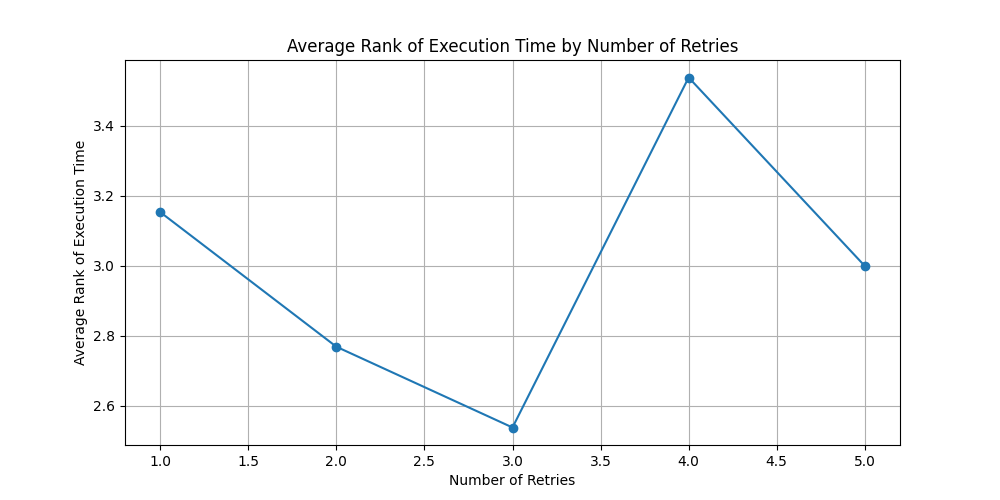 Average Rank of Execution Time by Number of Retries
Average Rank of Execution Time
3.4
3.2
3.0
2.8
2.6
1.0 1.5 2.0 2.5 3.0 3.5 4.0 4.5 5.0
Number of Retries